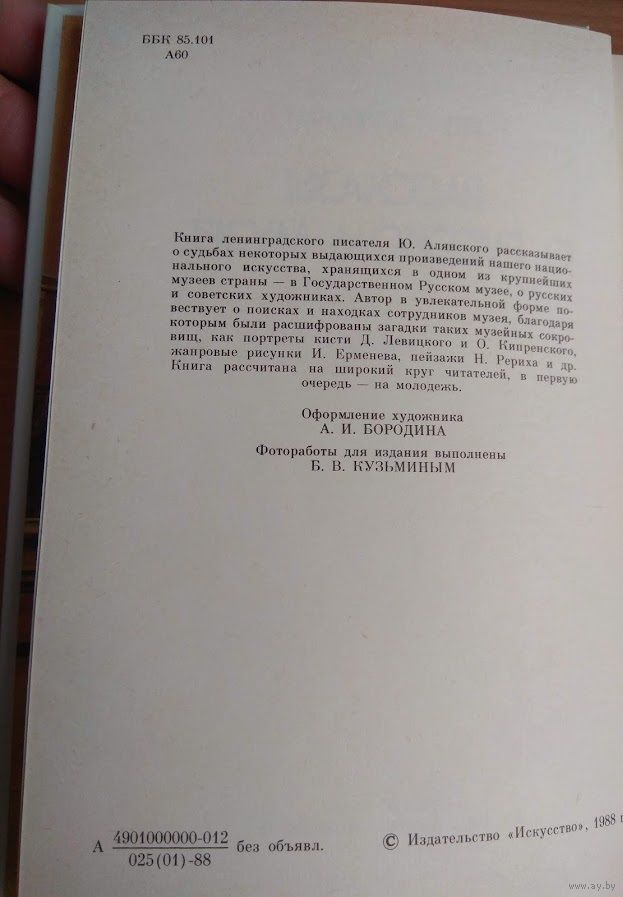 ББК 85.101
А60
Книга ленинградского писателя Ю. Алянского рассказывает
о судьбах некоторых выдающихся произведений нашего нацио-
нального искусства, хранящихся в одном из крупнейших
музеев страны — в Государственном Русском музее, о русских
и советских художниках. Автор в увлекательной форме по-
вествует о поисках и находках сотрудников музея, благодаря
которым были расшифрованы загадки таких музейных сокро-
вищ, как портреты кисти Д. Левицкого и О. Кипренского,
жанровые рисунки И. Ерменева, пейзажи Н. Рериха и др.
Книга рассчитана на широкий круг читателей, в первую
очередь — на молодежь.
Оформление художника
А. И. БОРОДИНА
Фотоработы для издания выполнены
Б. В. КУЗЬМИНЫМ
А 4901000000-012 без объявл.
025(01)-88
© Издательство «Искусство», 1988 г
www.ay.by